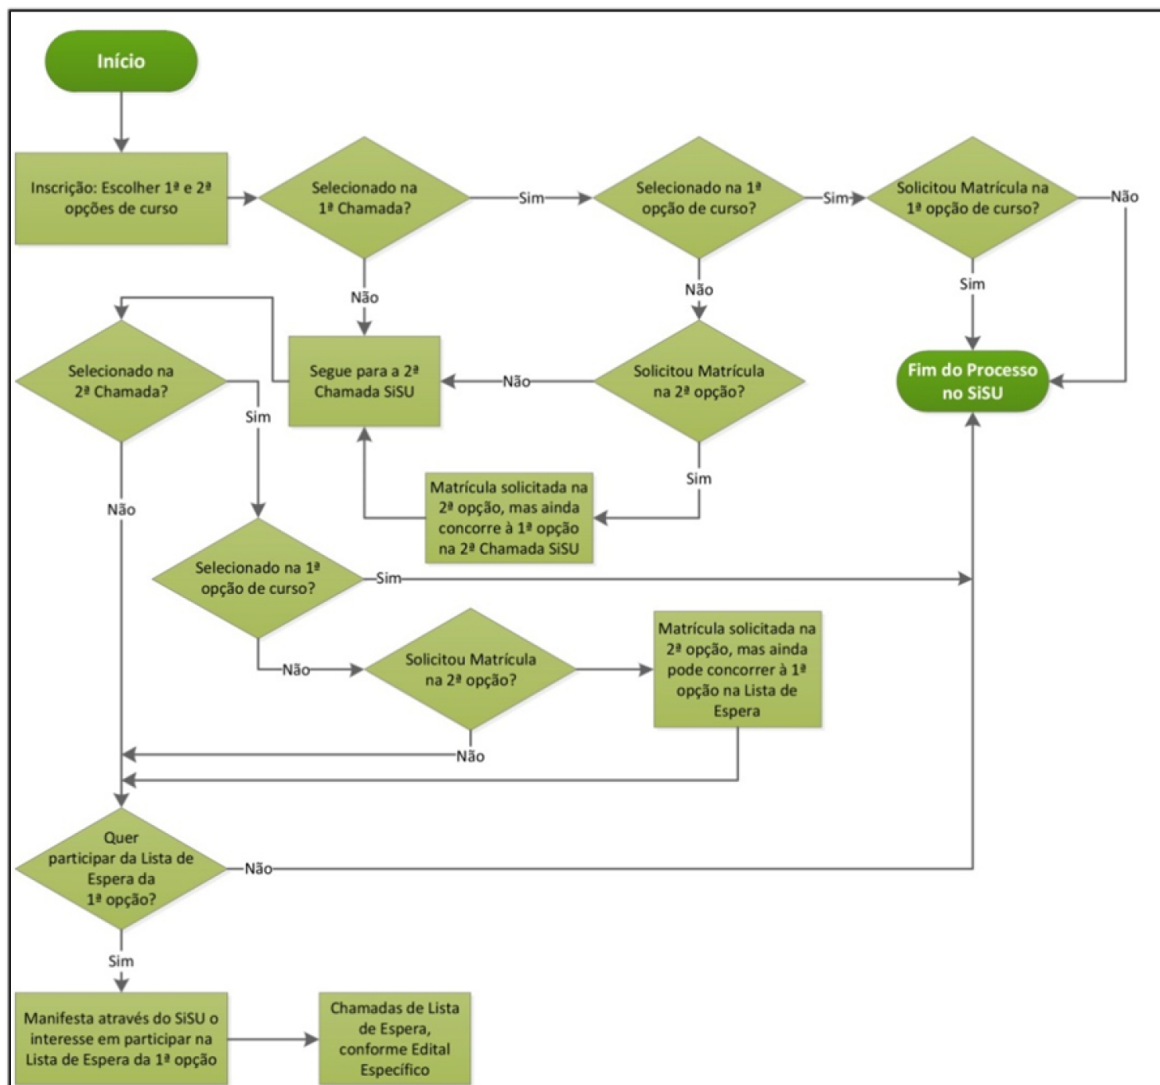 Início
Inscrição: Escolher 1ª e 2ª
opções de curso
Selecionado na
1ª Chamada?
Sim
Selecionado na 1ª
opção de curso?
Sim
Solicitou Matrícula na
1ª opção de curso?
Não
Não
Não
Sim
Selecionado na
2ª Chamada?
Segue para a 2ª
Chamada SiSU
Não
Solicitou Matrícula
na 2ª opção?
Fim do Processo
no SiSU
Sim
Sim
Não
Matrícula solicitada na
2ª opção, mas ainda
concorre à 1ª opção
na 2ª Chamada SiSU
Selecionado na 1ª
opção de curso?
Sim
Não
Solicitou Matrícula
na 2ª opção?
Matrícula solicitada na
2ª opção, mas ainda
pode concorrer à 1ª
opção na Lista de
Espera
Não
Quer
participar da Lista de
Espera da
1ª opção?
Não
Sim
Manifesta através do SiSU o
interesse em participar na
Lista de Espera da 1ª opção
Chamadas de Lista
de Espera,
conforme Edital
Específico